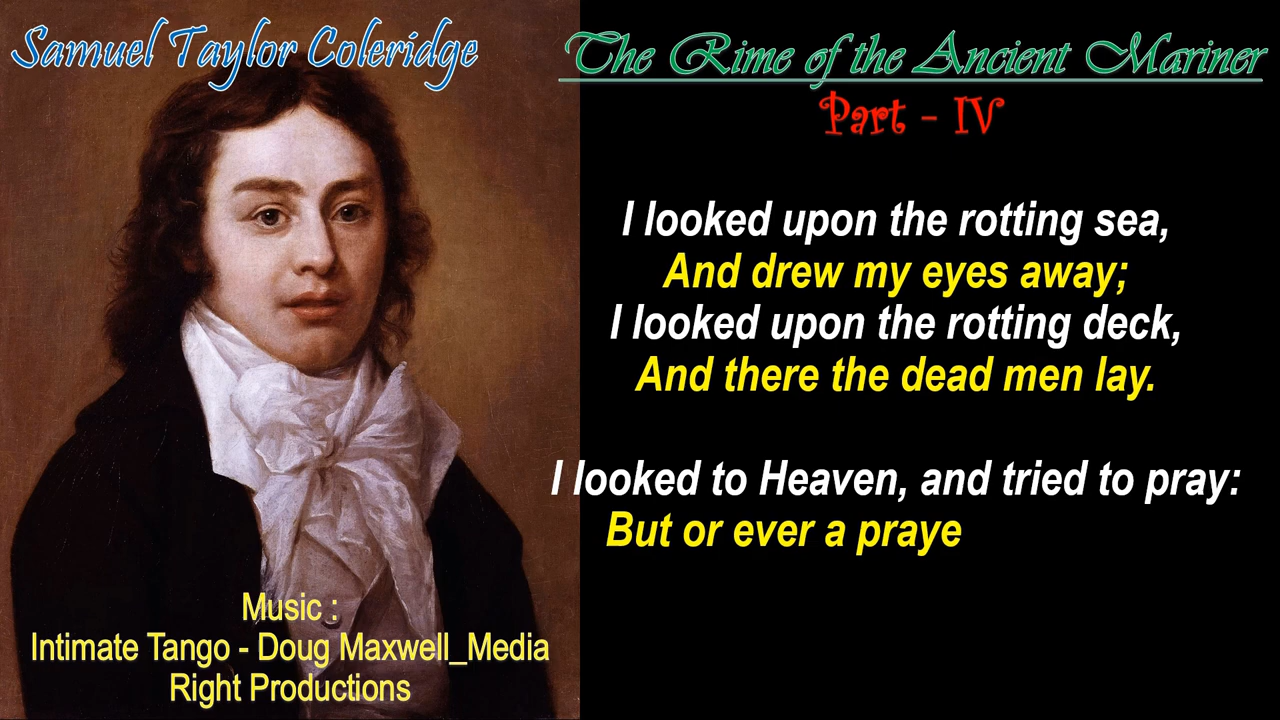 Samuel Taylor Coleridge
The Rime of the Ancient Mariner
Part - IV
I looked upon the rotting sea,
And drew my eyes away;
I looked upon the rotting deck,
And there the dead men lay.
I looked to Heaven, and tried to pray:
But or ever a praye
Music :
Intimate Tango - Doug Maxwell_Media
Right Productions